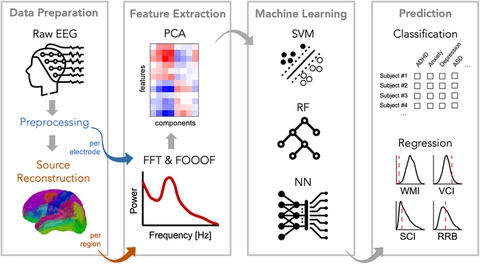 Data Preparation
Raw EEG
Preprocessing
per
electrode
Source
Reconstruction
per
region
Feature Extraction
PCA
features
components
FFT & FOOOF
Power
Frequency [Hz]
Machine Learning
SVM
RF
NN
Prediction
Classification
ADHD
Anxiety
Depression
ASD
...
Subject #1
Subject #2
Subject #3
Subject #4
...
Regression
WMI
VCI
SCI
RRB